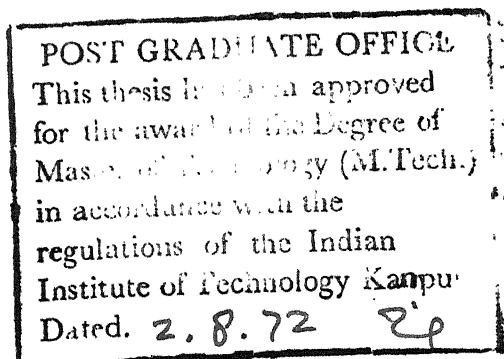 POST GRADUATE OFFICE
This thesis has been approved
for the award of the Degree of
Master of Technology (M.Tech.)
in accordance with the
regulations of the Indian
Institute of Technology Kanpur
Dated. 2.8.72